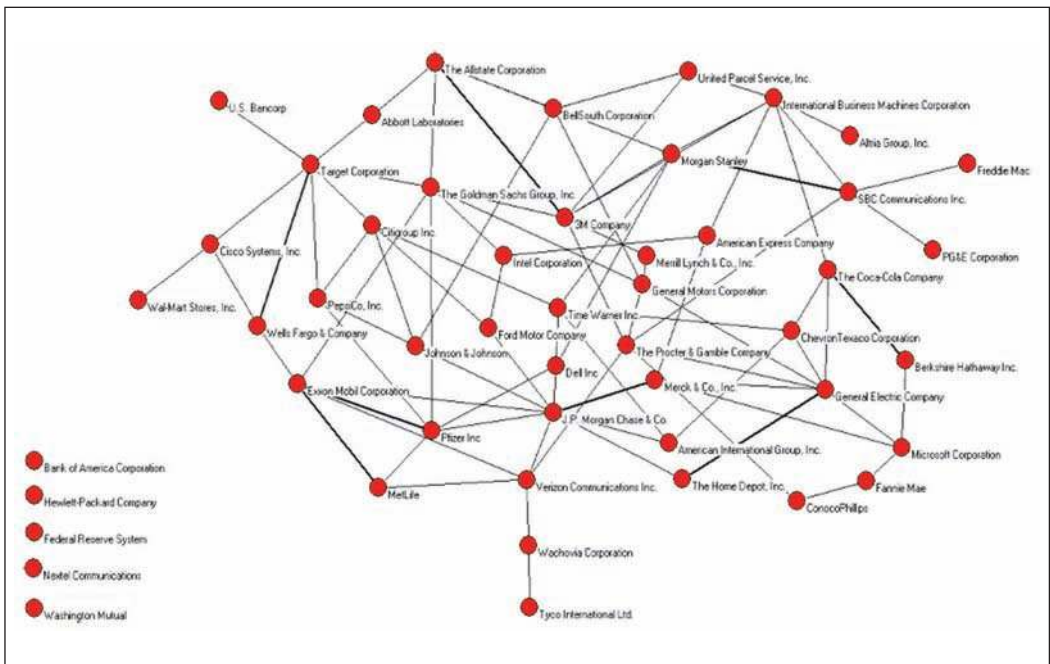 The Allstate Corporation
United Parcel Service, Inc.
U.S. Bancorp
International Business Machines Corporation
Abbott Laboratories
BellSouth Corporation
Altria Group, Inc.
Morgan Stanley
Freddie Mac
Target Corporation
The Goldman Sachs Group, Inc.
SBC Communications Inc.
3M Company
Citigroup Inc.
American Express Company
Cisco Systems, Inc.
Intel Corporation
Merrill Lynch & Co., Inc.
PG&E Corporation
The Coca-Cola Company
General Motors Corporation
Wal-Mart Stores, Inc.
PepsiCo, Inc.
Time Warner Inc.
Wells Fargo & Company
Ford Motor Company
ChevronTexaco Corporation
Johnson & Johnson
The Procter & Gamble Company
Berkshire Hathaway Inc.
Dell Inc
Exxon Mobil Corporation
Merck & Co., Inc.
General Electric Company
J.P. Morgan Chase & Co.
Pfizer Inc
American International Group, Inc.
Microsoft Corporation
Bank of America Corporation
MetLife
Verizon Communications Inc.
The Home Depot, Inc.
Fannie Mae
Hewlett-Packard Company
ConocoPhillips
Federal Reserve System
Wachovia Corporation
Nextel Communications
Tyco International Ltd.
Washington Mutual